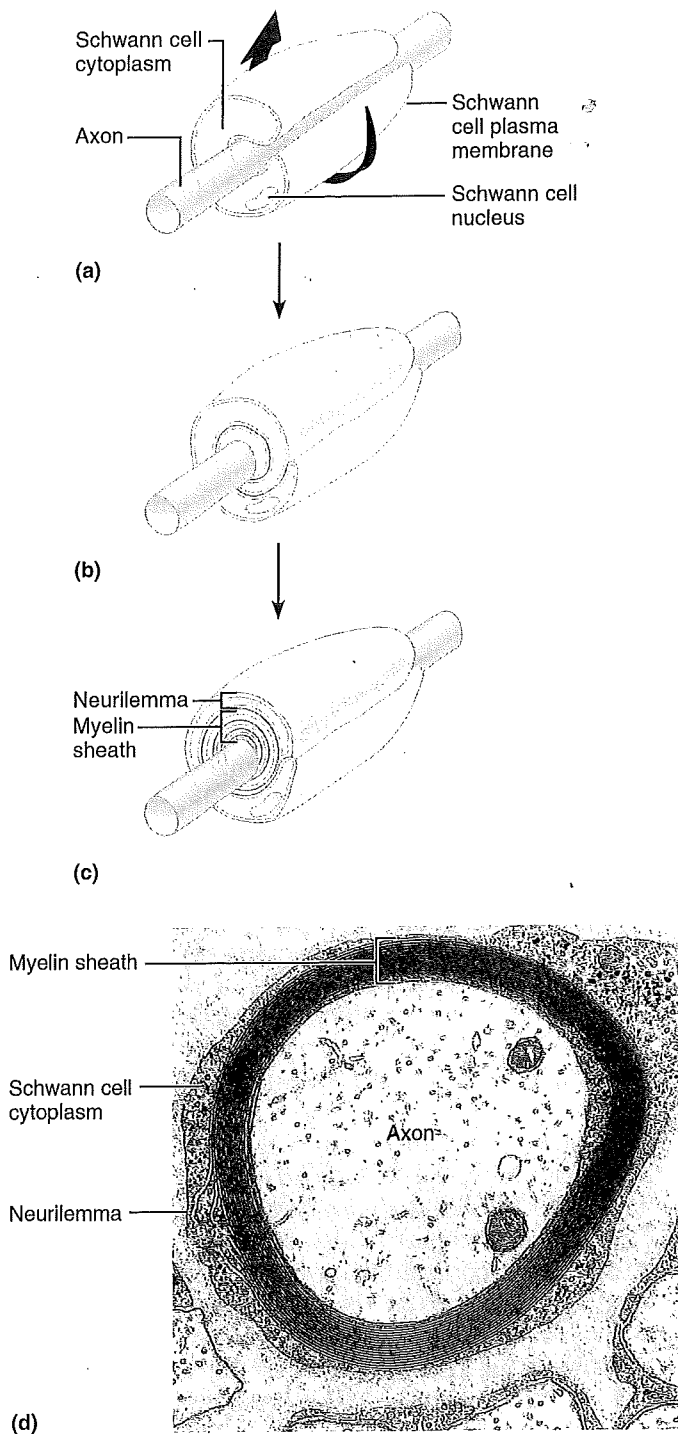 Schwann cell
cytoplasm
Axon
Schwann
cell plasma
membrane
Schwann cell
nucleus
(a)
(b)
Neurilemma
Myelin
sheath
(c)
Myelin sheath
Schwann cell
cytoplasm
Axon
Neurilemma
(d)